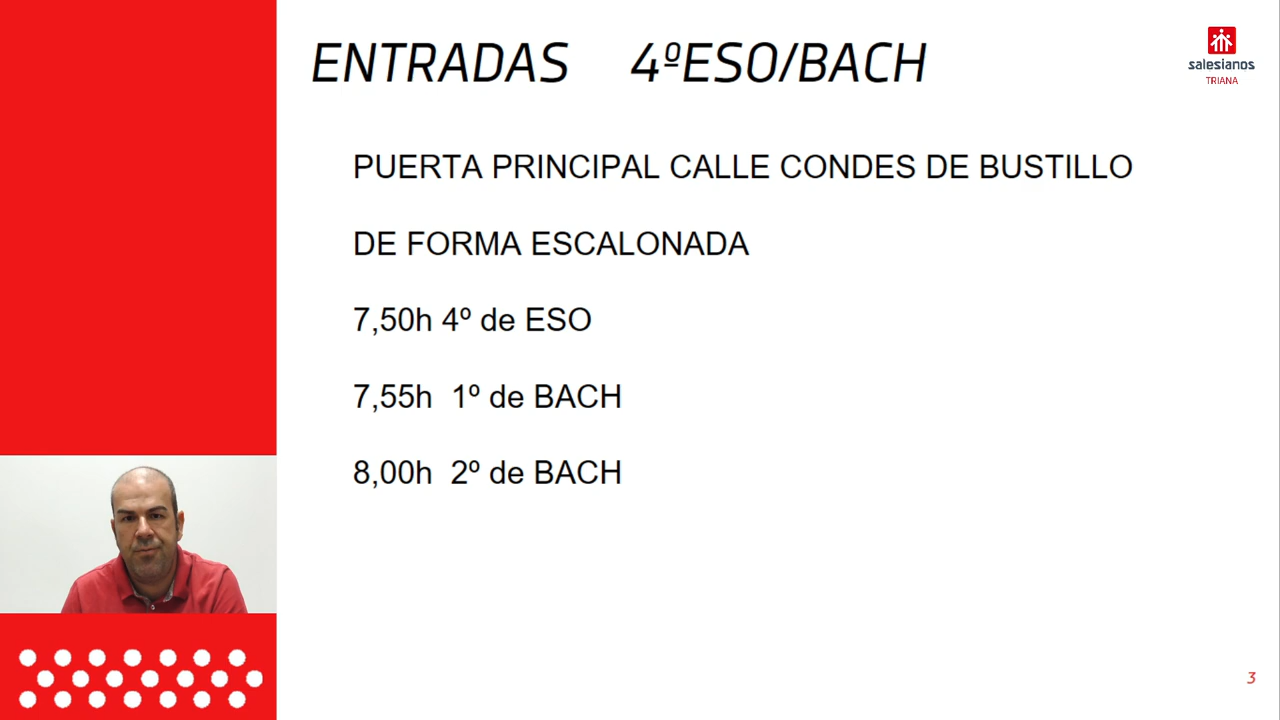 ENTRADAS 4ºESO/BACH
salesianos
TRIANA
PUERTA PRINCIPAL CALLE CONDES DE BUSTILLO
DE FORMA ESCALONADA
7,50h 4º de ESO
7,55h 1º de BACH
8,00h 2º de BACH
3